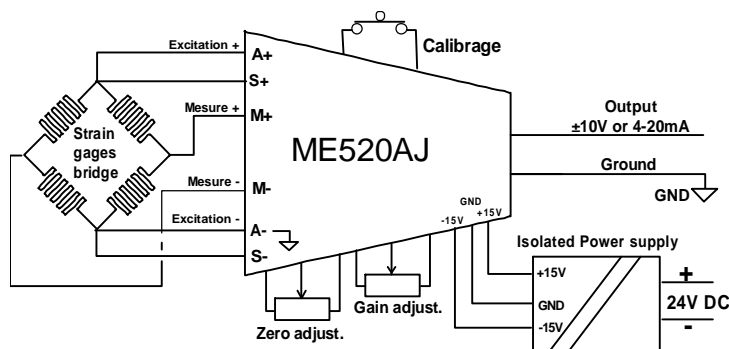 Calibrage
Excitation +
A+
S+
Mesure +
M+
Strain
gages
bridge
ME520AJ
Output
±10V or 4-20mA
Ground
GND
Mesure -
M-
Excitation -
A-
S-
GND
-15V
+15V
Isolated Power supply
+15V
GND
-15V
+
24V DC
-
Zero adjust.
Gain adjust.